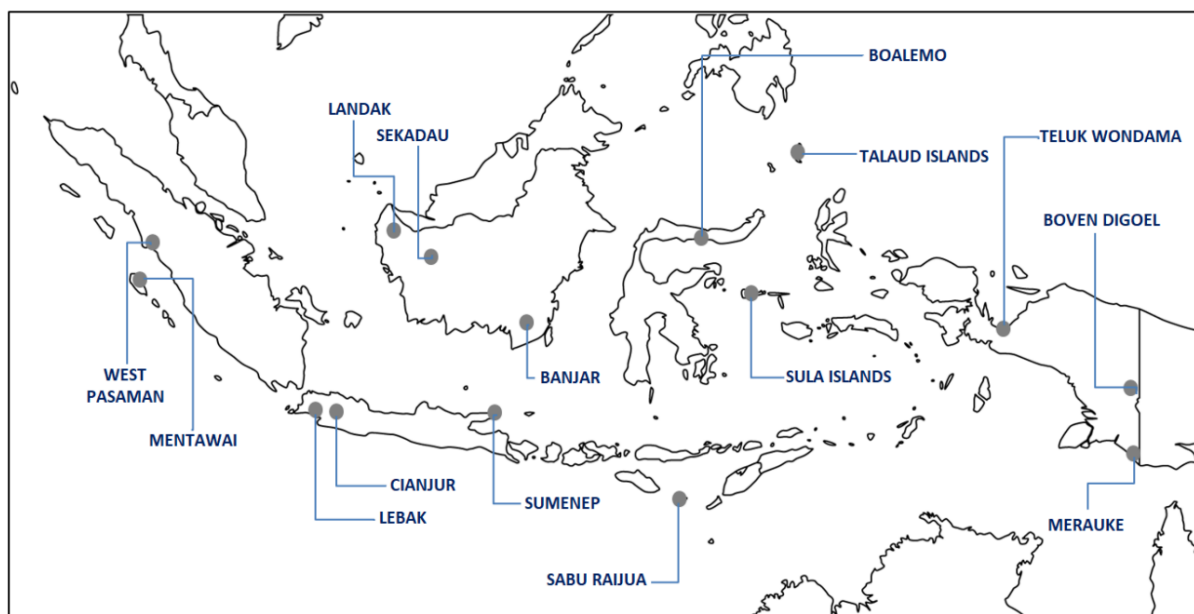 BOALEMO
LANDAK
SEKADAU
TELUK WONDAMA
TALAUD ISLANDS
BOVEN DIGOEL
WEST
PASAMAN
BANJAR
SULA ISLANDS
MENTAWAI
CIANJUR
SUMENEP
LEBAK
MERAUKE
SABU RAIJUA